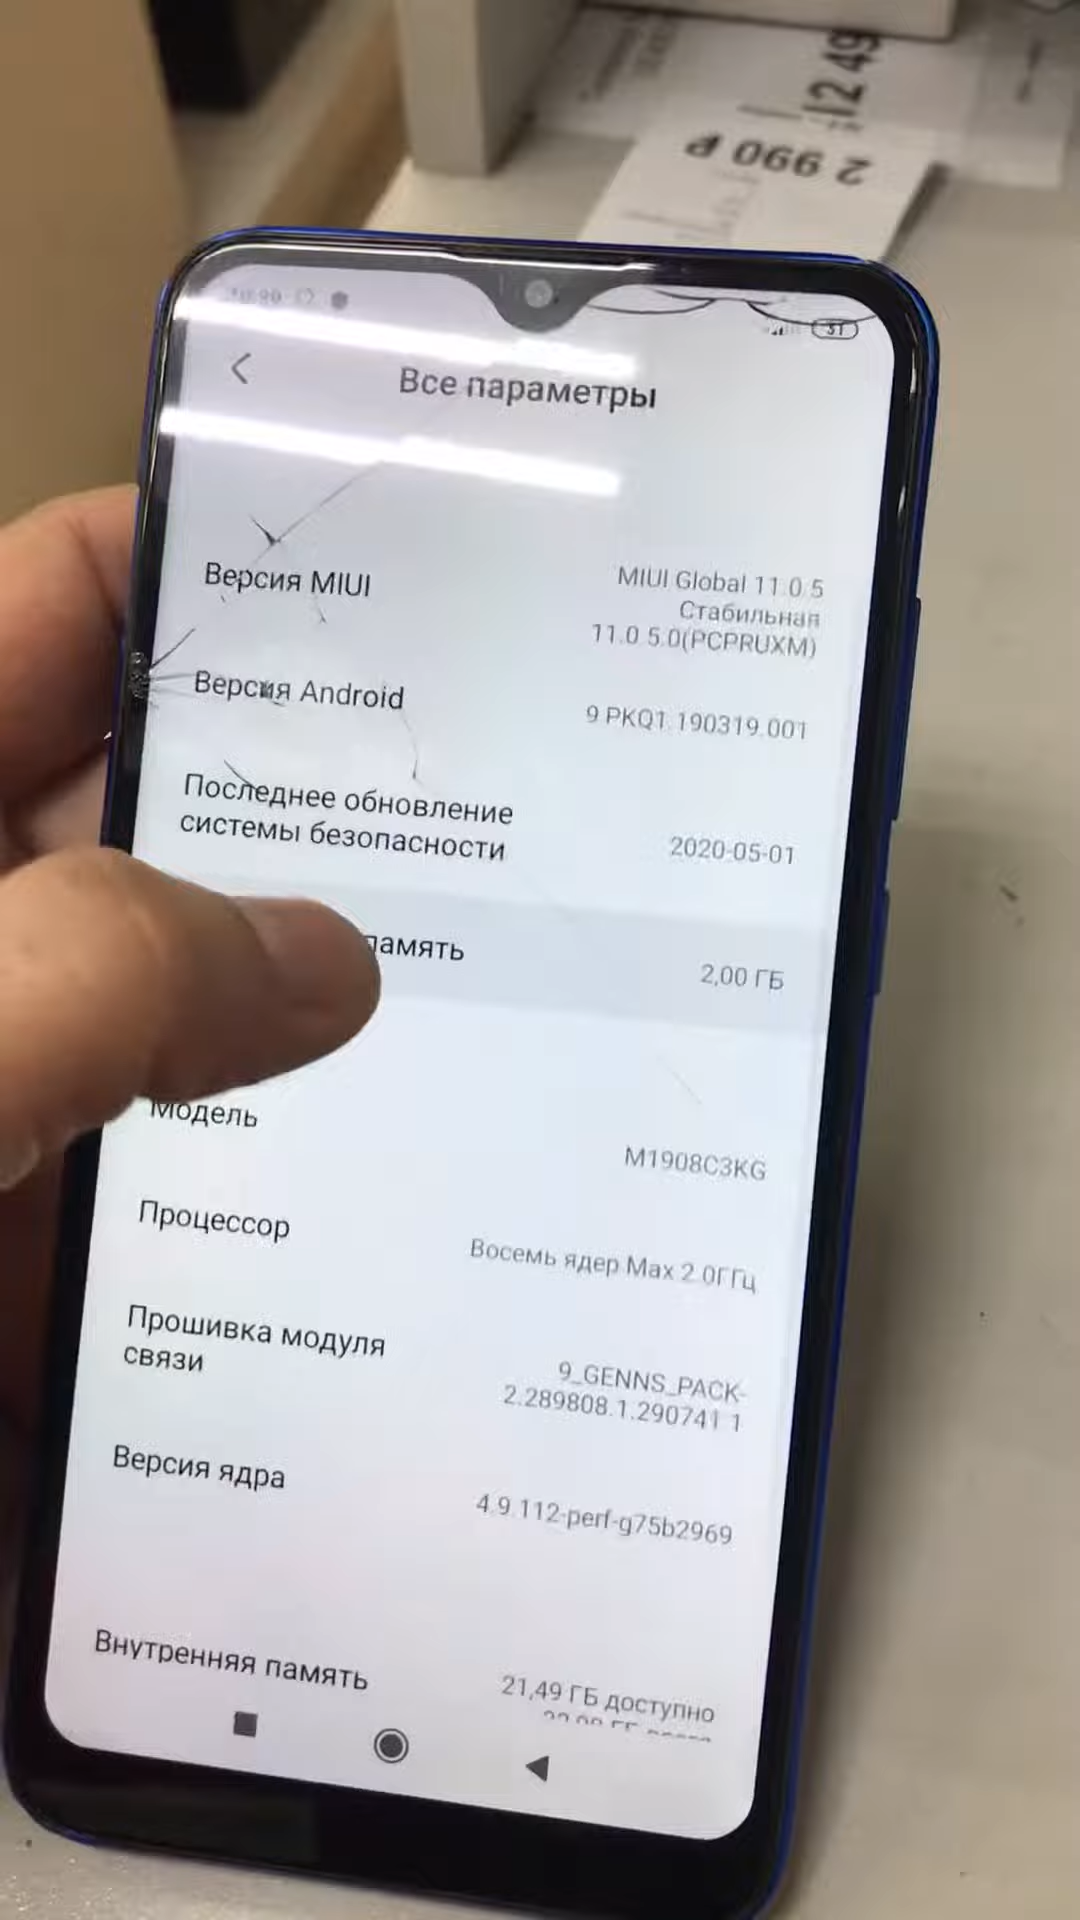 12 49
2 990 ₽
37
Все параметры
Версия MIUI
MIUI Global 11.0.5
Стабильная
11.0.5.0(PCPRUXM)
Версия Android
9 PKQ1.190319.001
Последнее обновление
системы безопасности
2020-05-01
память
2,00 ГБ
Модель
M1908C3KG
Процессор
Восемь ядер Max 2.0ГГц
Прошивка модуля
связи
9_GENNS_PACK-
2.289808.1.290741.1
Версия ядра
4.9.112-perf-g75b2969
Внутренняя память
21,49 ГБ доступно